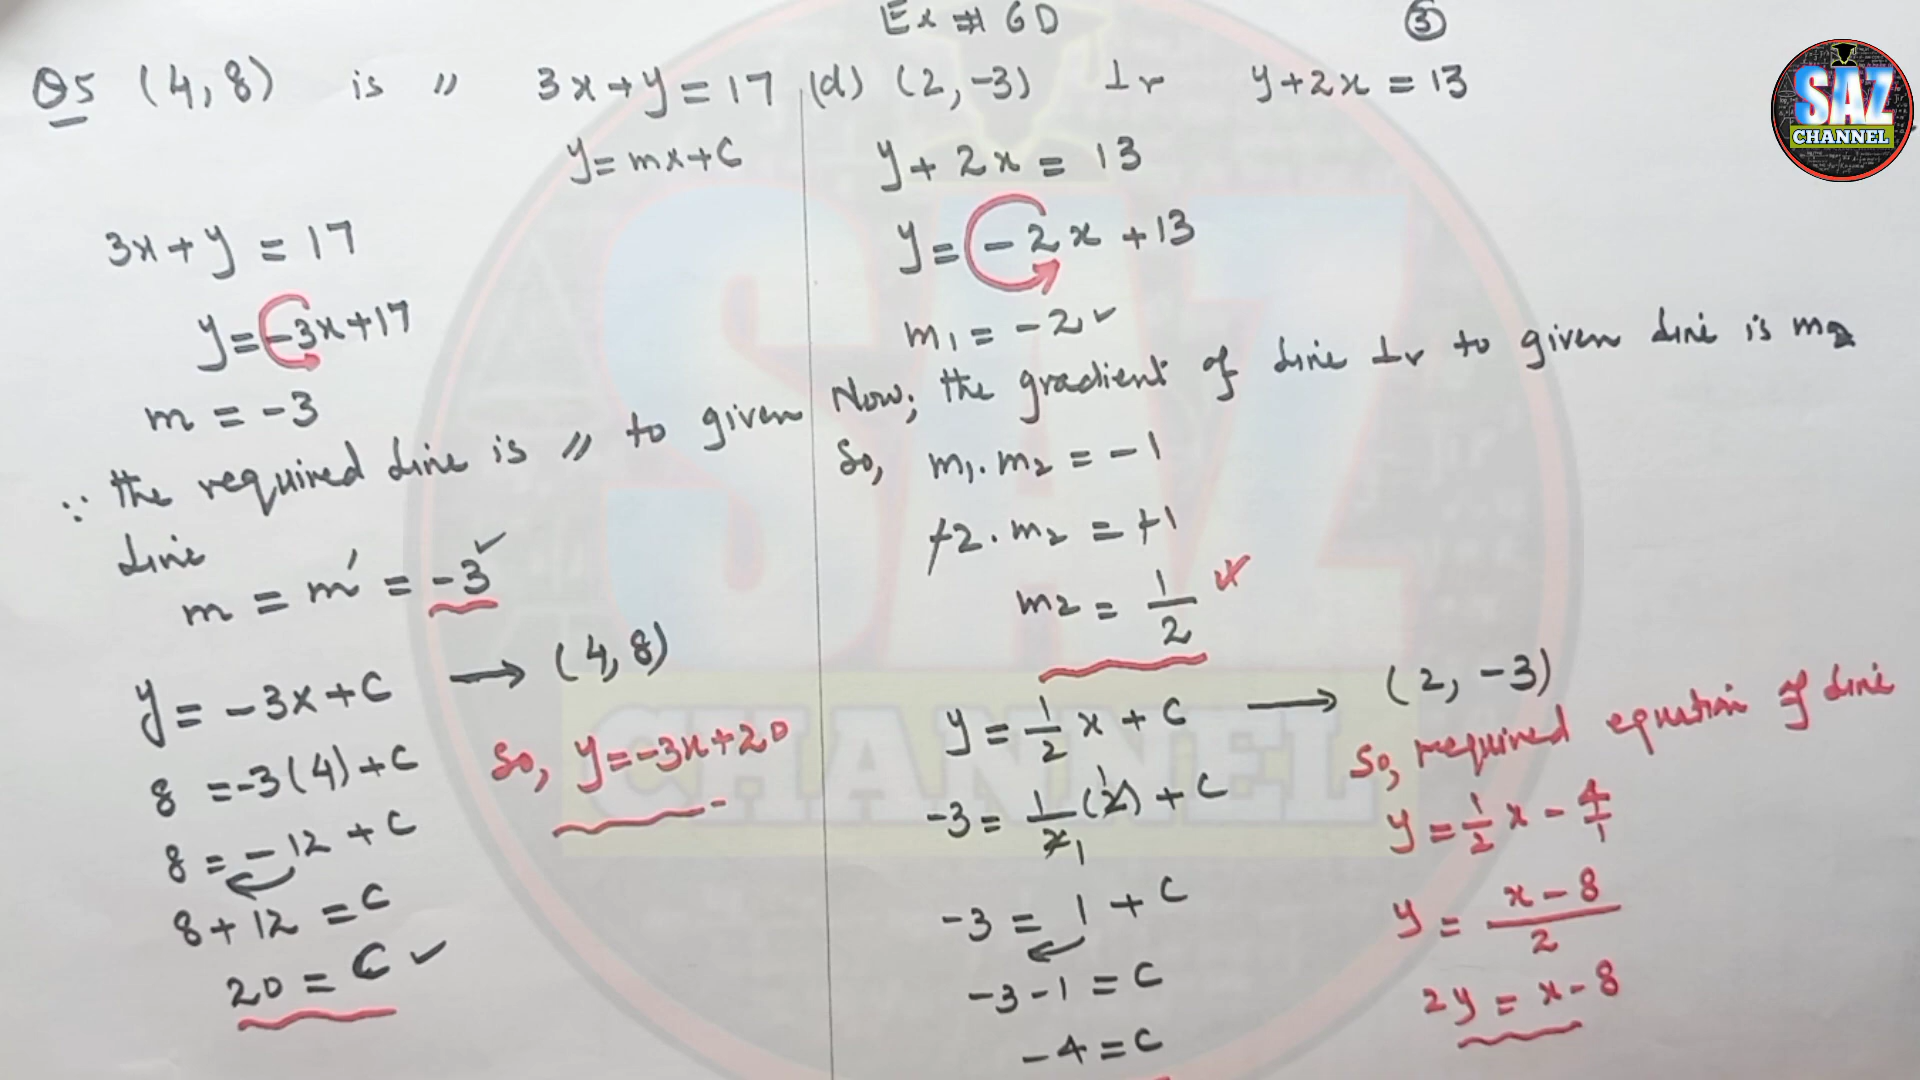 Ex # 6D
③
Q5 (4,8) is // 3x+y=17
y=mx+c
3x+y=17
y=-3x+17
m=-3
∵ the required line is // to given
line
m = m' = -3 ✓
y=-3x+c → (4,8)
8 =-3(4)+c
8 = -12 + c
8+12 = c
20 = c ✓
So, y=-3x+20
(d) (2,-3) ⊥r y+2x=13
y+2x=13
y=-2x+13
m₁ = -2 ✓
Now, the gradient of line ⊥r to given line is m₂
So, m₁.m₂ = -1
-2.m₂ = -1
m₂ = 1/2
y = 1/2 x + c → (2,-3)
-3 = 1/2 (2) + c
-3 = 1 + c
-3-1 = c
-4 = c
So, required equation of line
y = 1/2 x - 4/1
y = x-8/2
2y = x-8
SAZ
CHANNEL
SAZ
CHANNEL